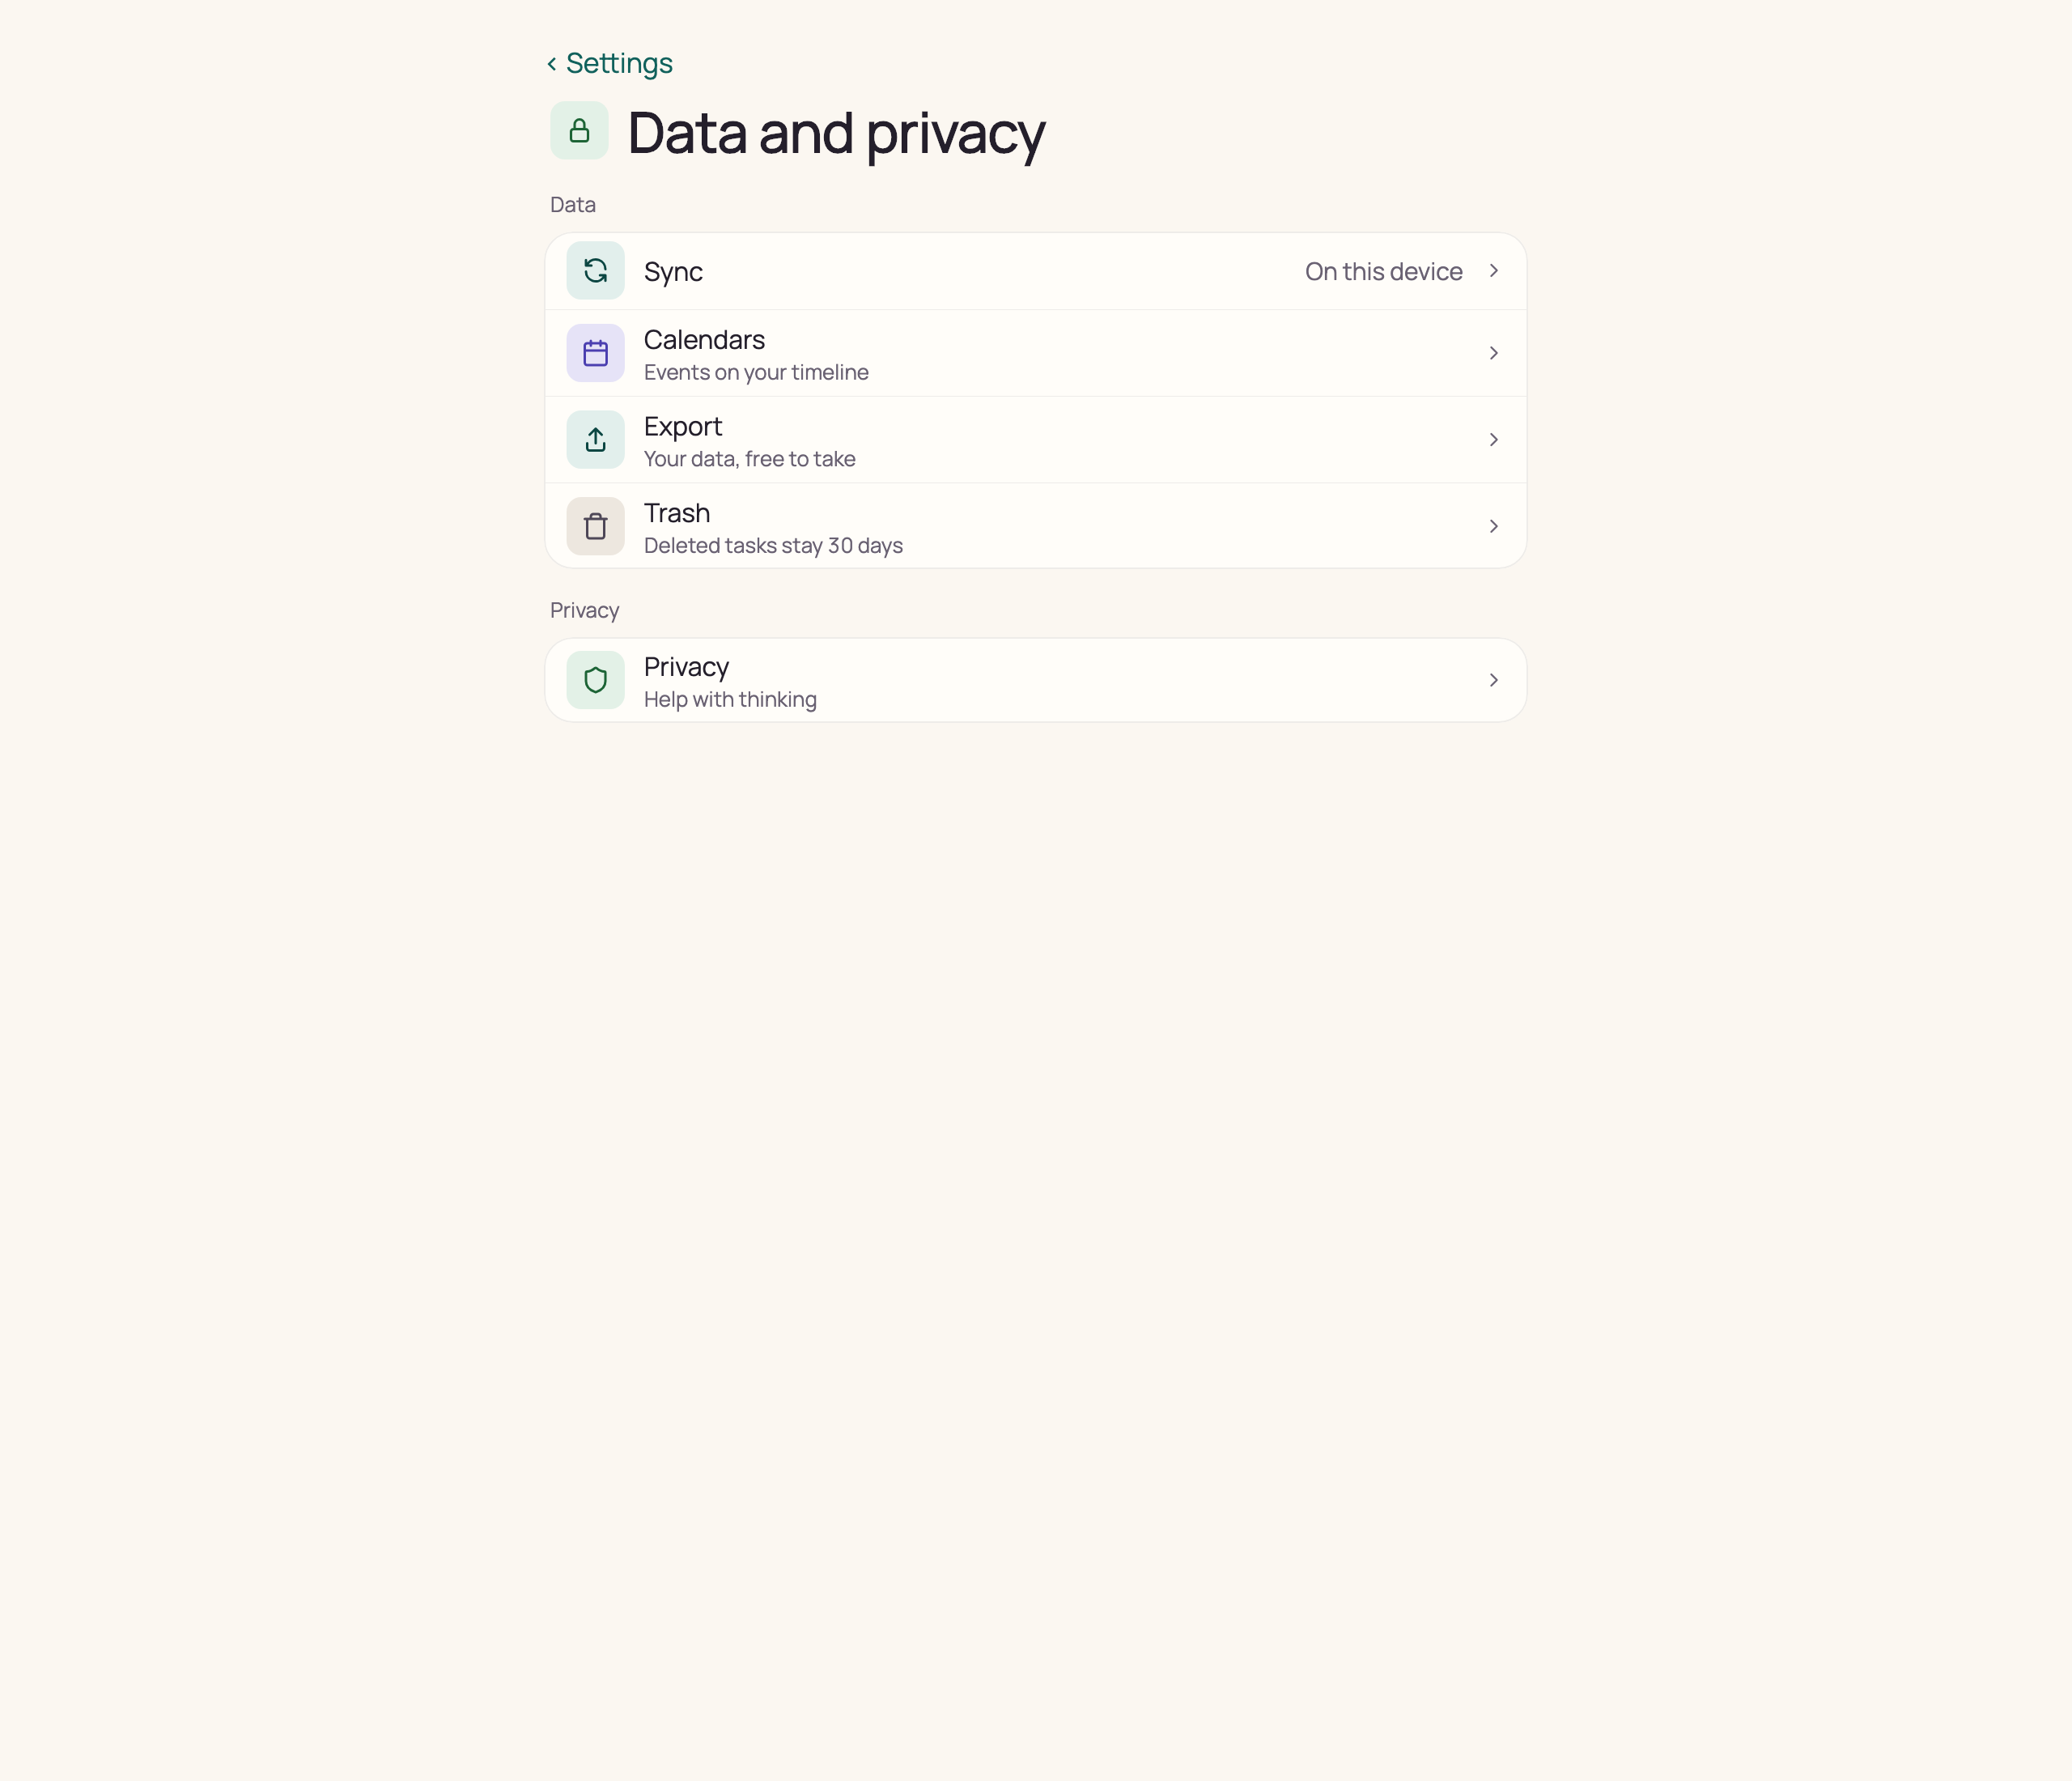 Settings
Data and privacy
Data
Sync
On this device
Calendars
Events on your timeline
Export
Your data, free to take
Trash
Deleted tasks stay 30 days
Privacy
Privacy
Help with thinking